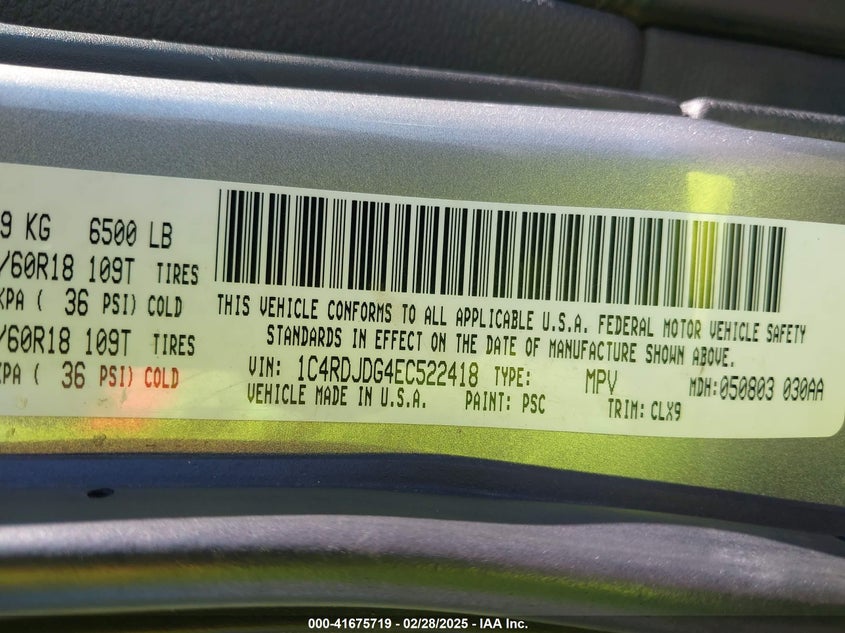 9 KG 6500 LB
/60R18 109T TIRES
KPA ( 36 PSI) COLD
/60R18 109T TIRES
KPA ( 36 PSI) COLD
THIS VEHICLE CONFORMS TO ALL APPLICABLE U.S.A. FEDERAL MOTOR VEHICLE SAFETY
STANDARDS IN EFFECT ON THE DATE OF MANUFACTURE SHOWN ABOVE.
VIN: 1C4RDJDG4EC522418 TYPE: MPV MDH: 050803 030AA
VEHICLE MADE IN U.S.A. PAINT: PSC TRIM: CLX9
000-41675719 – 02/28/2025 – IAA Inc.